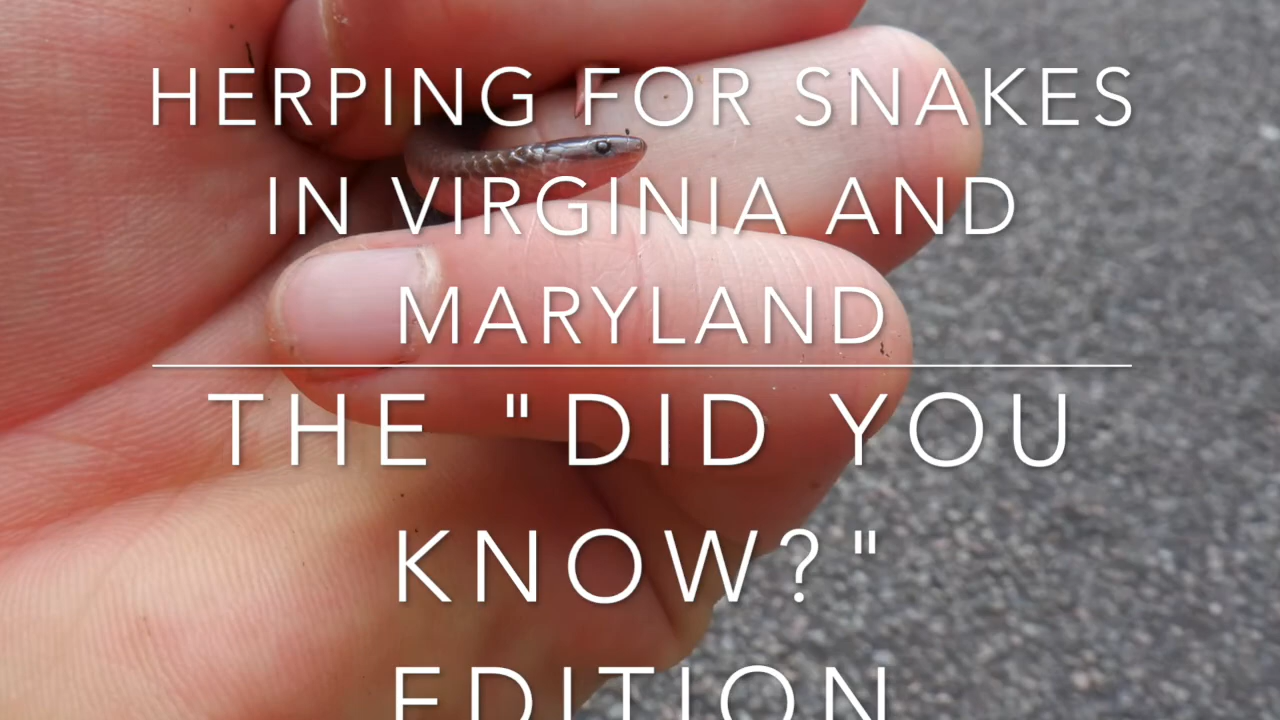 HERPING FOR SNAKES
IN VIRGINIA AND
MARYLAND
THE "DID YOU
KNOW?"
EDITION